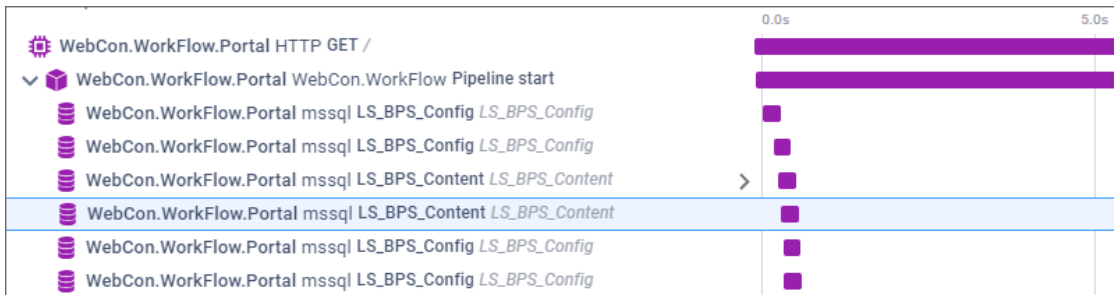 0.0s 5.0s
WebCon.WorkFlow.Portal HTTP GET /
WebCon.WorkFlow.Portal WebCon.WorkFlow Pipeline start
WebCon.WorkFlow.Portal mssql LS_BPS_Config LS_BPS_Config
WebCon.WorkFlow.Portal mssql LS_BPS_Config LS_BPS_Config
WebCon.WorkFlow.Portal mssql LS_BPS_Content LS_BPS_Content
WebCon.WorkFlow.Portal mssql LS_BPS_Content LS_BPS_Content
WebCon.WorkFlow.Portal mssql LS_BPS_Config LS_BPS_Config
WebCon.WorkFlow.Portal mssql LS_BPS_Config LS_BPS_Config